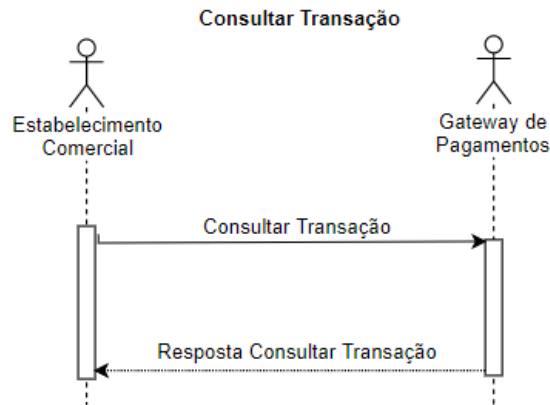 Consultar Transação
Estabelecimento
Comercial
Gateway de
Pagamentos
Consultar Transação
Resposta Consultar Transação